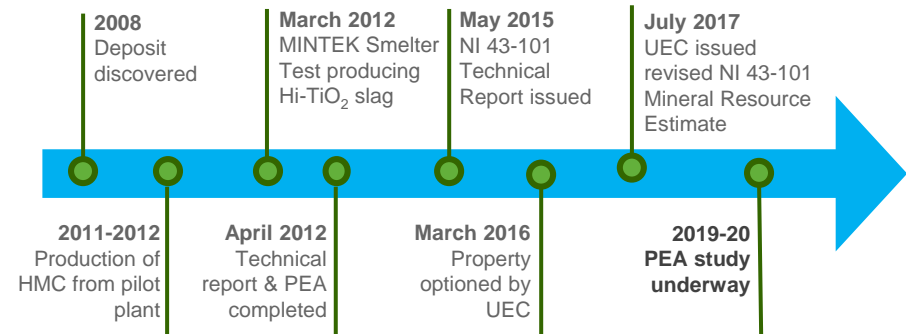 2008
Deposit
discovered
March 2012
MINTEK Smelter
Test producing
Hi-TiO₂ slag
May 2015
NI 43-101
Technical
Report issued
July 2017
UEC issued
revised NI 43-101
Mineral Resource
Estimate
2011-2012
Production of
HMC from pilot
plant
April 2012
Technical
report & PEA
completed
March 2016
Property
optioned by
UEC
2019-20
PEA study
underway